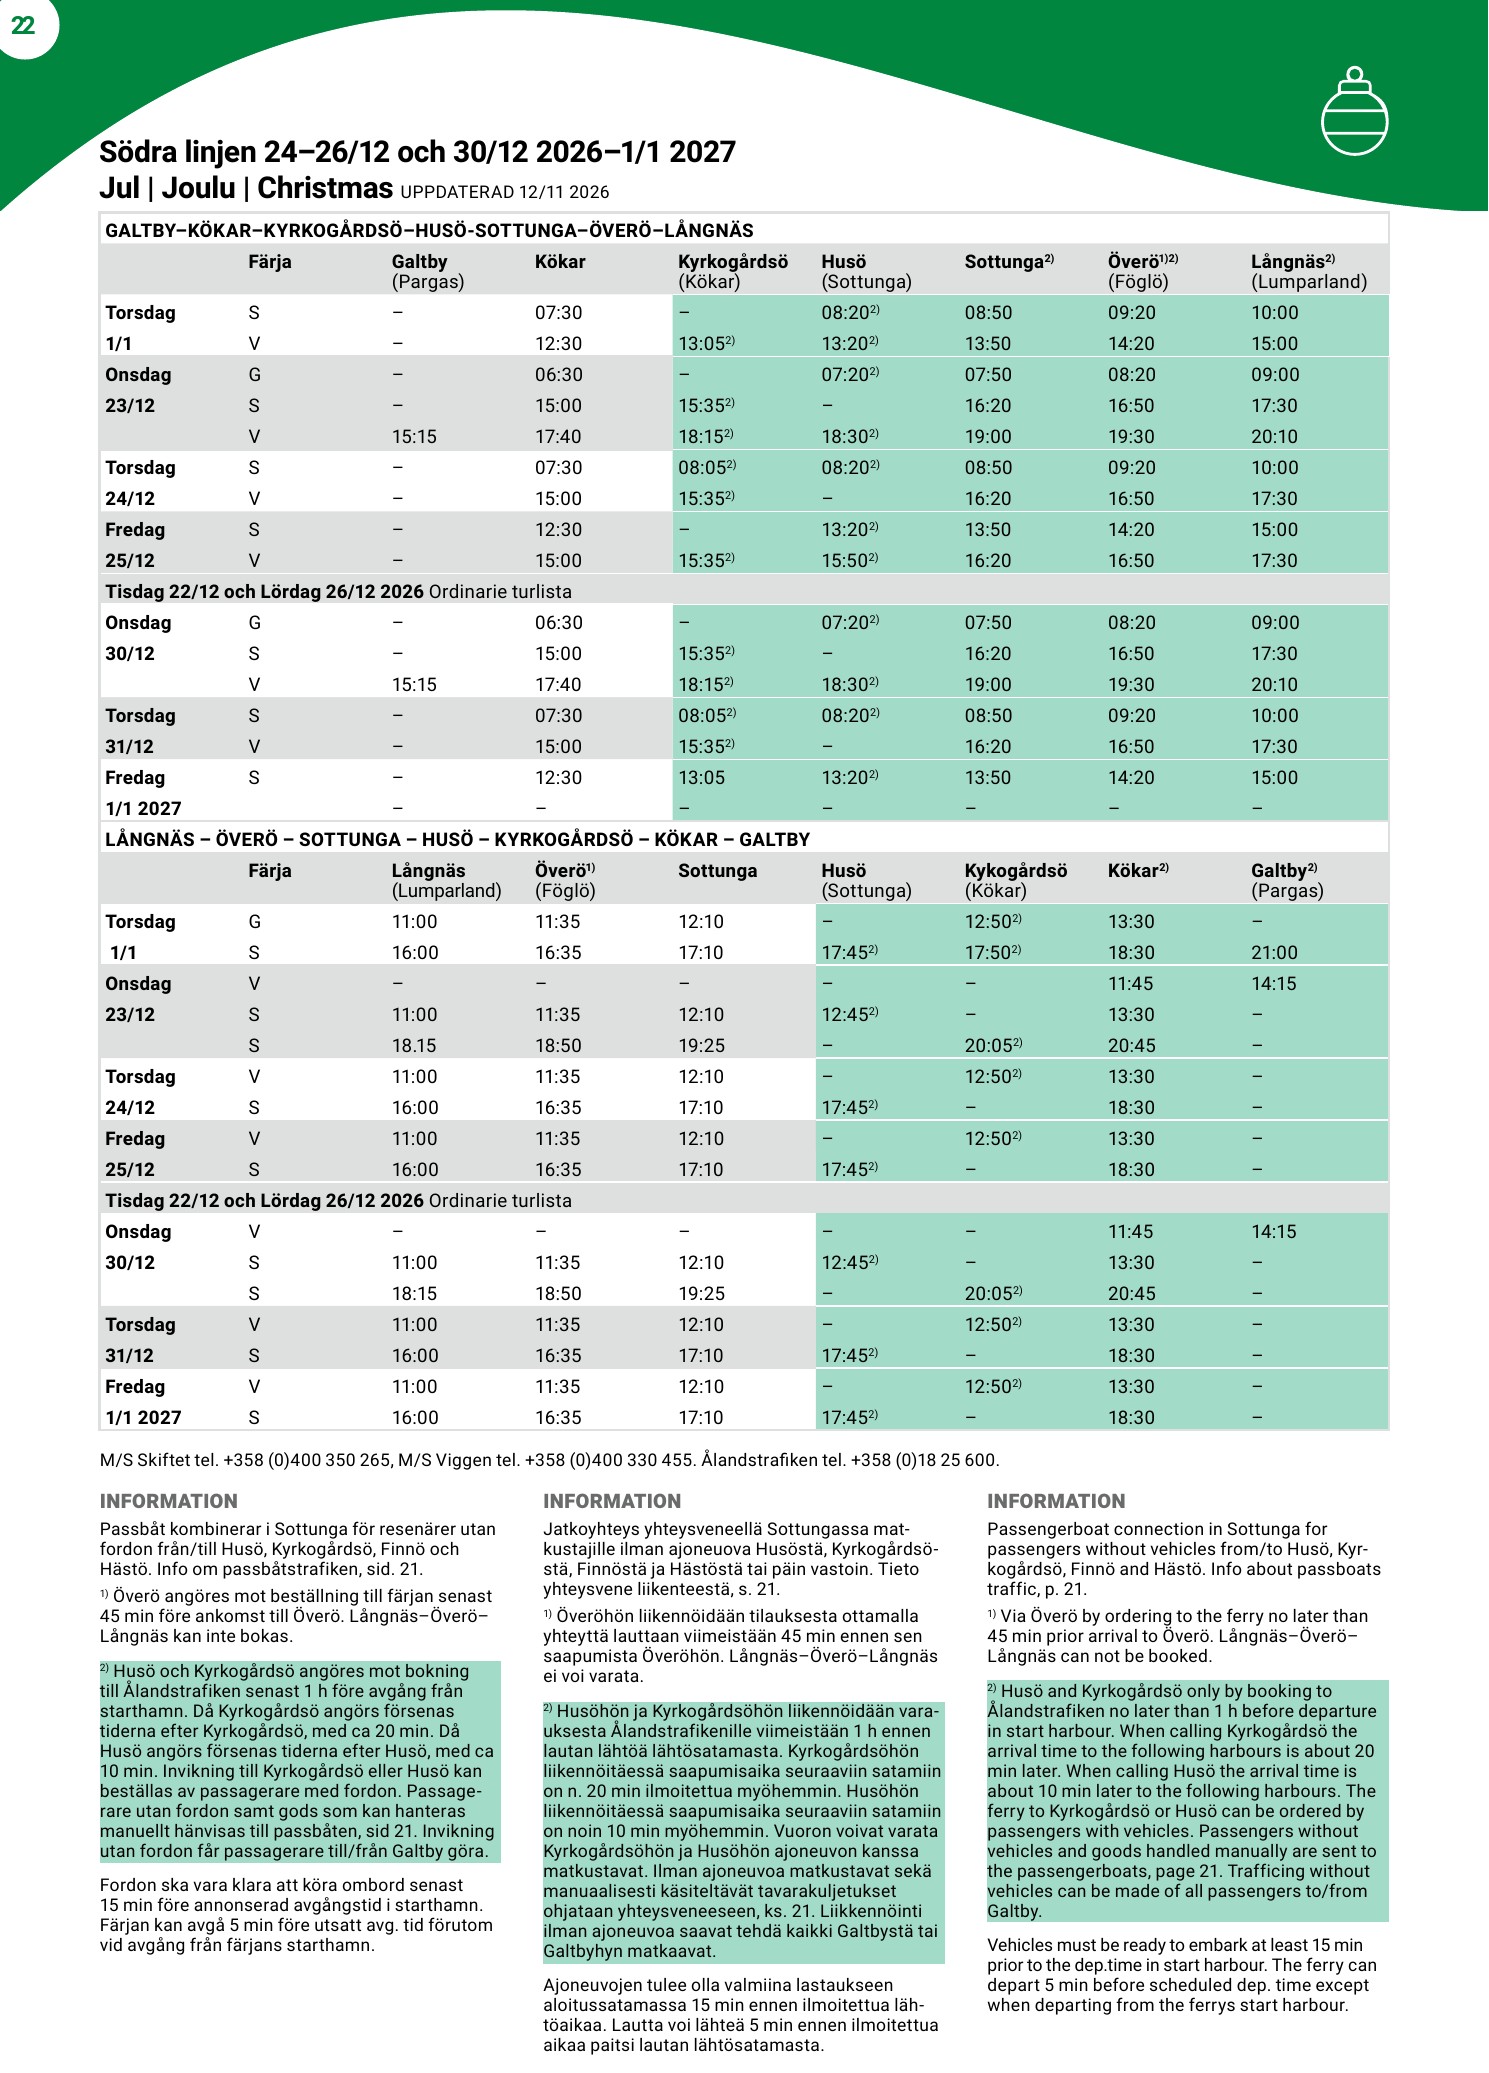 22
Södra linjen 24–26/12 och 30/12 2026–1/1 2027
Jul | Joulu | Christmas UPPDATERAD 12/11 2026
GALTBY–KÖKAR–KYRKOGÅRDSÖ–HUSÖ-SOTTUNGA–ÖVERÖ–LÅNGNÄS
Färja Galtby Kökar Kyrkogårdsö Husö Sottunga2) Överö1)2) Långnäs2)
(Pargas) (Kökar) (Sottunga) (Föglö) (Lumparland)
Torsdag S – 07:30 – 08:202) 08:50 09:20 10:00
1/1 V – 12:30 13:052) 13:202) 13:50 14:20 15:00
Onsdag G – 06:30 – 07:202) 07:50 08:20 09:00
23/12 S – 15:00 15:352) – 16:20 16:50 17:30
V 15:15 17:40 18:152) 18:302) 19:00 19:30 20:10
Torsdag S – 07:30 08:052) 08:202) 08:50 09:20 10:00
24/12 V – 15:00 15:352) – 16:20 16:50 17:30
Fredag S – 12:30 – 13:202) 13:50 14:20 15:00
25/12 V – 15:00 15:352) 15:502) 16:20 16:50 17:30
Tisdag 22/12 och Lördag 26/12 2026 Ordinarie turlista
Onsdag G – 06:30 – 07:202) 07:50 08:20 09:00
30/12 S – 15:00 15:352) – 16:20 16:50 17:30
V 15:15 17:40 18:152) 18:302) 19:00 19:30 20:10
Torsdag S – 07:30 08:052) 08:202) 08:50 09:20 10:00
31/12 V – 15:00 15:352) – 16:20 16:50 17:30
Fredag S – 12:30 13:05 13:202) 13:50 14:20 15:00
1/1 2027 – – – – – – –
LÅNGNÄS – ÖVERÖ – SOTTUNGA – HUSÖ – KYRKOGÅRDSÖ – KÖKAR – GALTBY
Färja Långnäs Överö1) Sottunga Husö Kykogårdsö Kökar2) Galtby2)
(Lumparland) (Föglö) (Sottunga) (Kökar) (Pargas)
Torsdag G 11:00 11:35 12:10 – 12:502) 13:30 –
1/1 S 16:00 16:35 17:10 17:452) 17:502) 18:30 21:00
Onsdag V – – – – – 11:45 14:15
23/12 S 11:00 11:35 12:10 12:452) – 13:30 –
S 18.15 18:50 19:25 – 20:052) 20:45 –
Torsdag V 11:00 11:35 12:10 – 12:502) 13:30 –
24/12 S 16:00 16:35 17:10 17:452) – 18:30 –
Fredag V 11:00 11:35 12:10 – 12:502) 13:30 –
25/12 S 16:00 16:35 17:10 17:452) – 18:30 –
Tisdag 22/12 och Lördag 26/12 2026 Ordinarie turlista
Onsdag V – – – – – 11:45 14:15
30/12 S 11:00 11:35 12:10 12:452) – 13:30 –
S 18:15 18:50 19:25 – 20:052) 20:45 –
Torsdag V 11:00 11:35 12:10 – 12:502) 13:30 –
31/12 S 16:00 16:35 17:10 17:452) – 18:30 –
Fredag V 11:00 11:35 12:10 – 12:502) 13:30 –
1/1 2027 S 16:00 16:35 17:10 17:452) – 18:30 –
M/S Skiftet tel. +358 (0)400 350 265, M/S Viggen tel. +358 (0)400 330 455. Ålandstrafiken tel. +358 (0)18 25 600.
INFORMATION
Passbåt kombinerar i Sottunga för resenärer utan
fordon från/till Husö, Kyrkogårdsö, Finnö och
Hästö. Info om passbåtstrafiken, sid. 21.
1) Överö angöres mot beställning till färjan senast
45 min före ankomst till Överö. Långnäs–Överö–
Långnäs kan inte bokas.
2) Husö och Kyrkogårdsö angöres mot bokning
till Ålandstrafiken senast 1 h före avgång från
starthamn. Då Kyrkogårdsö angörs försenas
tiderna efter Kyrkogårdsö, med ca 20 min. Då
Husö angörs försenas tiderna efter Husö, med ca
10 min. Invikning till Kyrkogårdsö eller Husö kan
beställas av passagerare med fordon. Passage-
rare utan fordon samt gods som kan hanteras
manuellt hänvisas till passbåten, sid 21. Invikning
utan fordon får passagerare till/från Galtby göra.
Fordon ska vara klara att köra ombord senast
15 min före annonserad avgångstid i starthamn.
Färjan kan avgå 5 min före utsatt avg. tid förutom
vid avgång från färjans starthamn.
INFORMATION
Jatkoyhteys yhteysveneellä Sottungassa mat-
kustajille ilman ajoneuova Husöstä, Kyrkogårdsö-
stä, Finnöstä ja Hästöstä tai päin vastoin. Tieto
yhteysvene liikenteestä, s. 21.
1) Överöhön liikennöidään tilauksesta ottamalla
yhteyttä lauttaan viimeistään 45 min ennen sen
saapumista Överöhön. Långnäs–Överö–Långnäs
ei voi varata.
2) Husöhön ja Kyrkogårdsöhön liikennöidään vara-
uksesta Ålandstrafikenille viimeistään 1 h ennen
lautan lähtöä lähtösatamasta. Kyrkogårdsöhön
liikennöitäessä saapumisaika seuraaviin satamiin
on n. 20 min ilmoitettua myöhemmin. Husöhön
liikennöitäessä saapumisaika seuraaviin satamiin
on noin 10 min myöhemmin. Vuoron voivat varata
Kyrkogårdsöhön ja Husöhön ajoneuvon kanssa
matkustavat. Ilman ajoneuvoa matkustavat sekä
manuaalisesti käsiteltävät tavarakuljetukset
ohjataan yhteysveneeseen, ks. 21. Liikkennöinti
ilman ajoneuvoa saavat tehdä kaikki Galtbystä tai
Galtbyhyn matkaavat.
Ajoneuvojen tulee olla valmiina lastaukseen
aloitussatamassa 15 min ennen ilmoitettua läh-
töaikaa. Lautta voi lähteä 5 min ennen ilmoitettua
aikaa paitsi lautan lähtösatamasta.
INFORMATION
Passengerboat connection in Sottunga for
passengers without vehicles from/to Husö, Kyr-
kogårdsö, Finnö and Hästö. Info about passboats
traffic, p. 21.
1) Via Överö by ordering to the ferry no later than
45 min prior arrival to Överö. Långnäs–Överö–
Långnäs can not be booked.
2) Husö and Kyrkogårdsö only by booking to
Ålandstrafiken no later than 1 h before departure
in start harbour. When calling Kyrkogårdsö the
arrival time to the following harbours is about 20
min later. When calling Husö the arrival time is
about 10 min later to the following harbours. The
ferry to Kyrkogårdsö or Husö can be ordered by
passengers with vehicles. Passengers without
vehicles and goods handled manually are sent to
the passengerboats, page 21. Trafficing without
vehicles can be made of all passengers to/from
Galtby.
Vehicles must be ready to embark at least 15 min
prior to the dep.time in start harbour. The ferry can
depart 5 min before scheduled dep. time except
when departing from the ferrys start harbour.